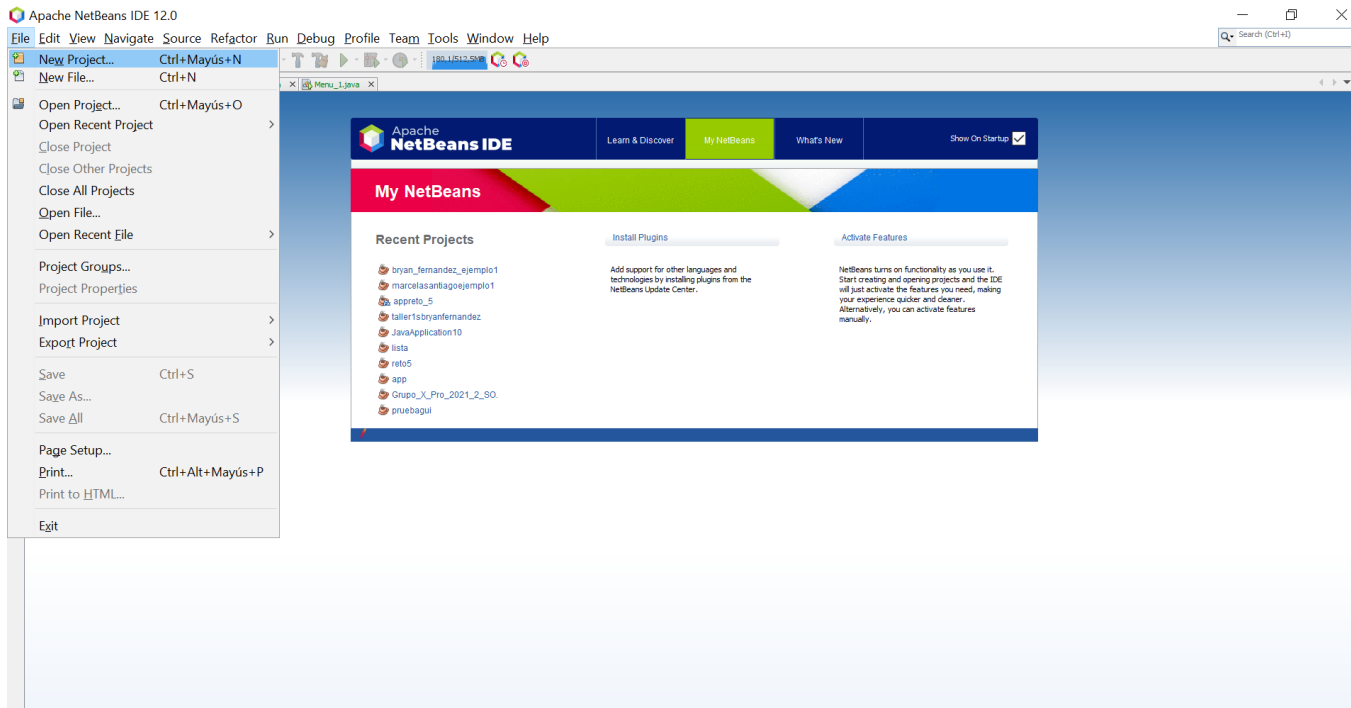 Apache NetBeans IDE 12.0
File Edit View Navigate Source Refactor Run Debug Profile Team Tools Window Help
Search (Ctrl+I)
New Project... Ctrl+Mayús+N
180,1/512,5MB
New File... Ctrl+N
Menu_1.java
Open Project... Ctrl+Mayús+O
Open Recent Project
Close Project
Close Other Projects
Close All Projects
Open File...
Open Recent File
Project Groups...
Project Properties
Import Project
Export Project
Save Ctrl+S
Save As...
Save All Ctrl+Mayús+S
Page Setup...
Print... Ctrl+Alt+Mayús+P
Print to HTML...
Exit
Apache
NetBeans IDE
Learn & Discover
My NetBeans
What's New
Show On Startup
My NetBeans
Recent Projects
bryan_fernandez_ejemplo1
marcelasantiagoejemplo1
appreto_5
taller1sbryanfernandez
JavaApplication10
lista
reto5
app
Grupo_X_Pro_2021_2_SO.
pruebagui
Install Plugins
Add support for other languages and
technologies by installing plugins from the
NetBeans Update Center.
Activate Features
NetBeans turns on functionality as you use it.
Start creating and opening projects and the IDE
will just activate the features you need, making
your experience quicker and cleaner.
Alternatively, you can activate features
manually.